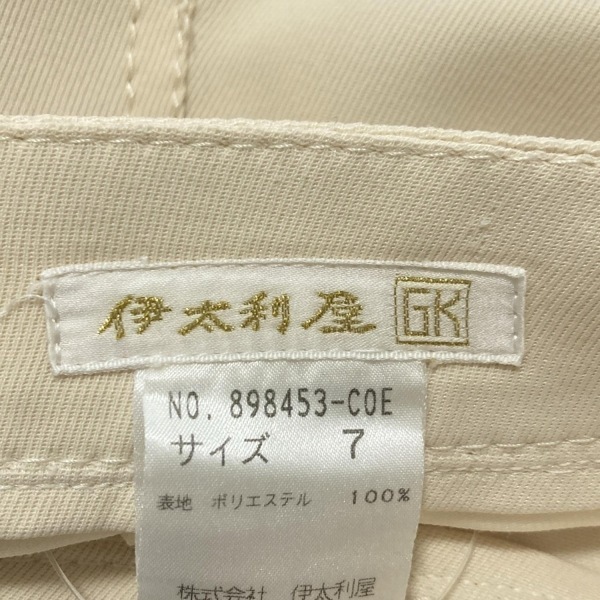 伊太利屋 GK
NO. 898453-COE
サイズ 7
表地 ポリエステル 100%
株式会社 伊太利屋